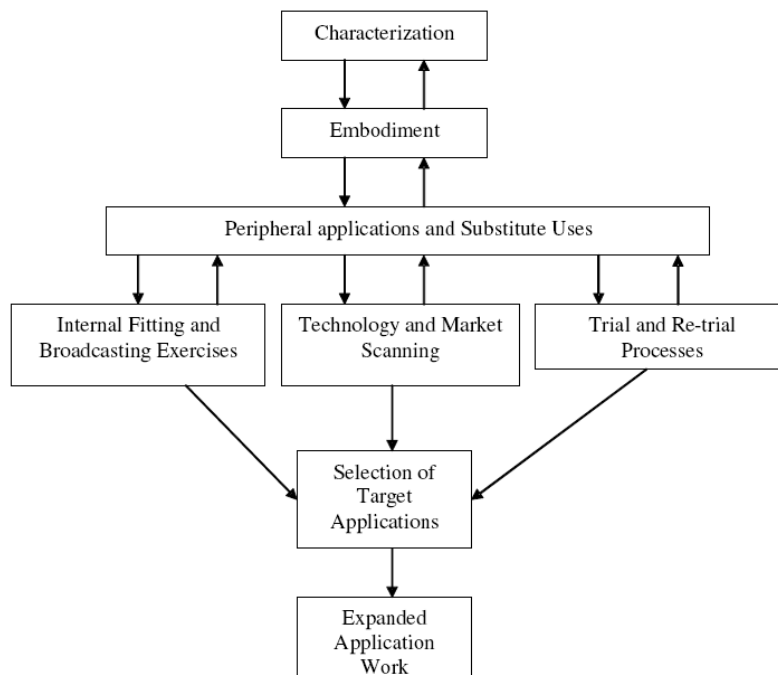 Characterization
Embodiment
Peripheral applications and Substitute Uses
Internal Fitting and
Broadcasting Exercises
Technology and Market
Scanning
Trial and Re-trial
Processes
Selection of
Target
Applications
Expanded
Application
Work